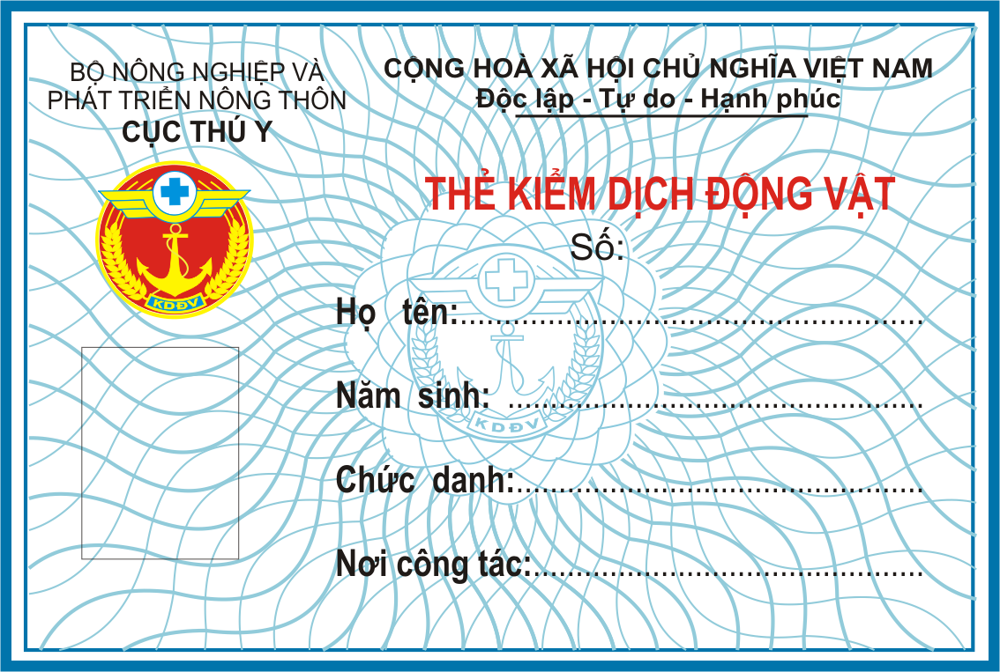 BỘ NÔNG NGHIỆP VÀ
PHÁT TRIỂN NÔNG THÔN
CỤC THÚ Y
CỘNG HOÀ XÃ HỘI CHỦ NGHĨA VIỆT NAM
Độc lập - Tự do - Hạnh phúc
KDĐV
THẺ KIỂM DỊCH ĐỘNG VẬT
Số:
Họ tên:.....................................................
Năm sinh: ................................................
Chức danh:...............................................
Nơi công tác:.............................................
KDĐV